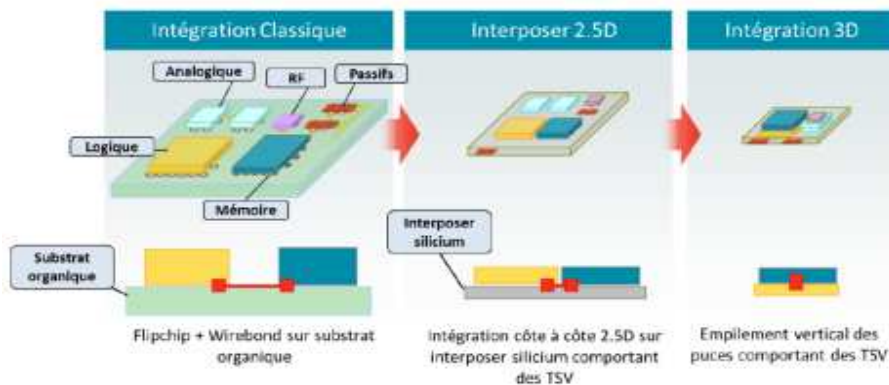 Intégration Classique
Interposer 2.5D
Intégration 3D
Analogique
RF
Passifs
Logique
Mémoire
Substrat
organique
Interposer
silicium
Flipchip + Wirebond sur substrat
organique
Intégration côte à côte 2.5D sur
interposer silicium comportant
des TSV
Empilement vertical des
puces comportant des TSV